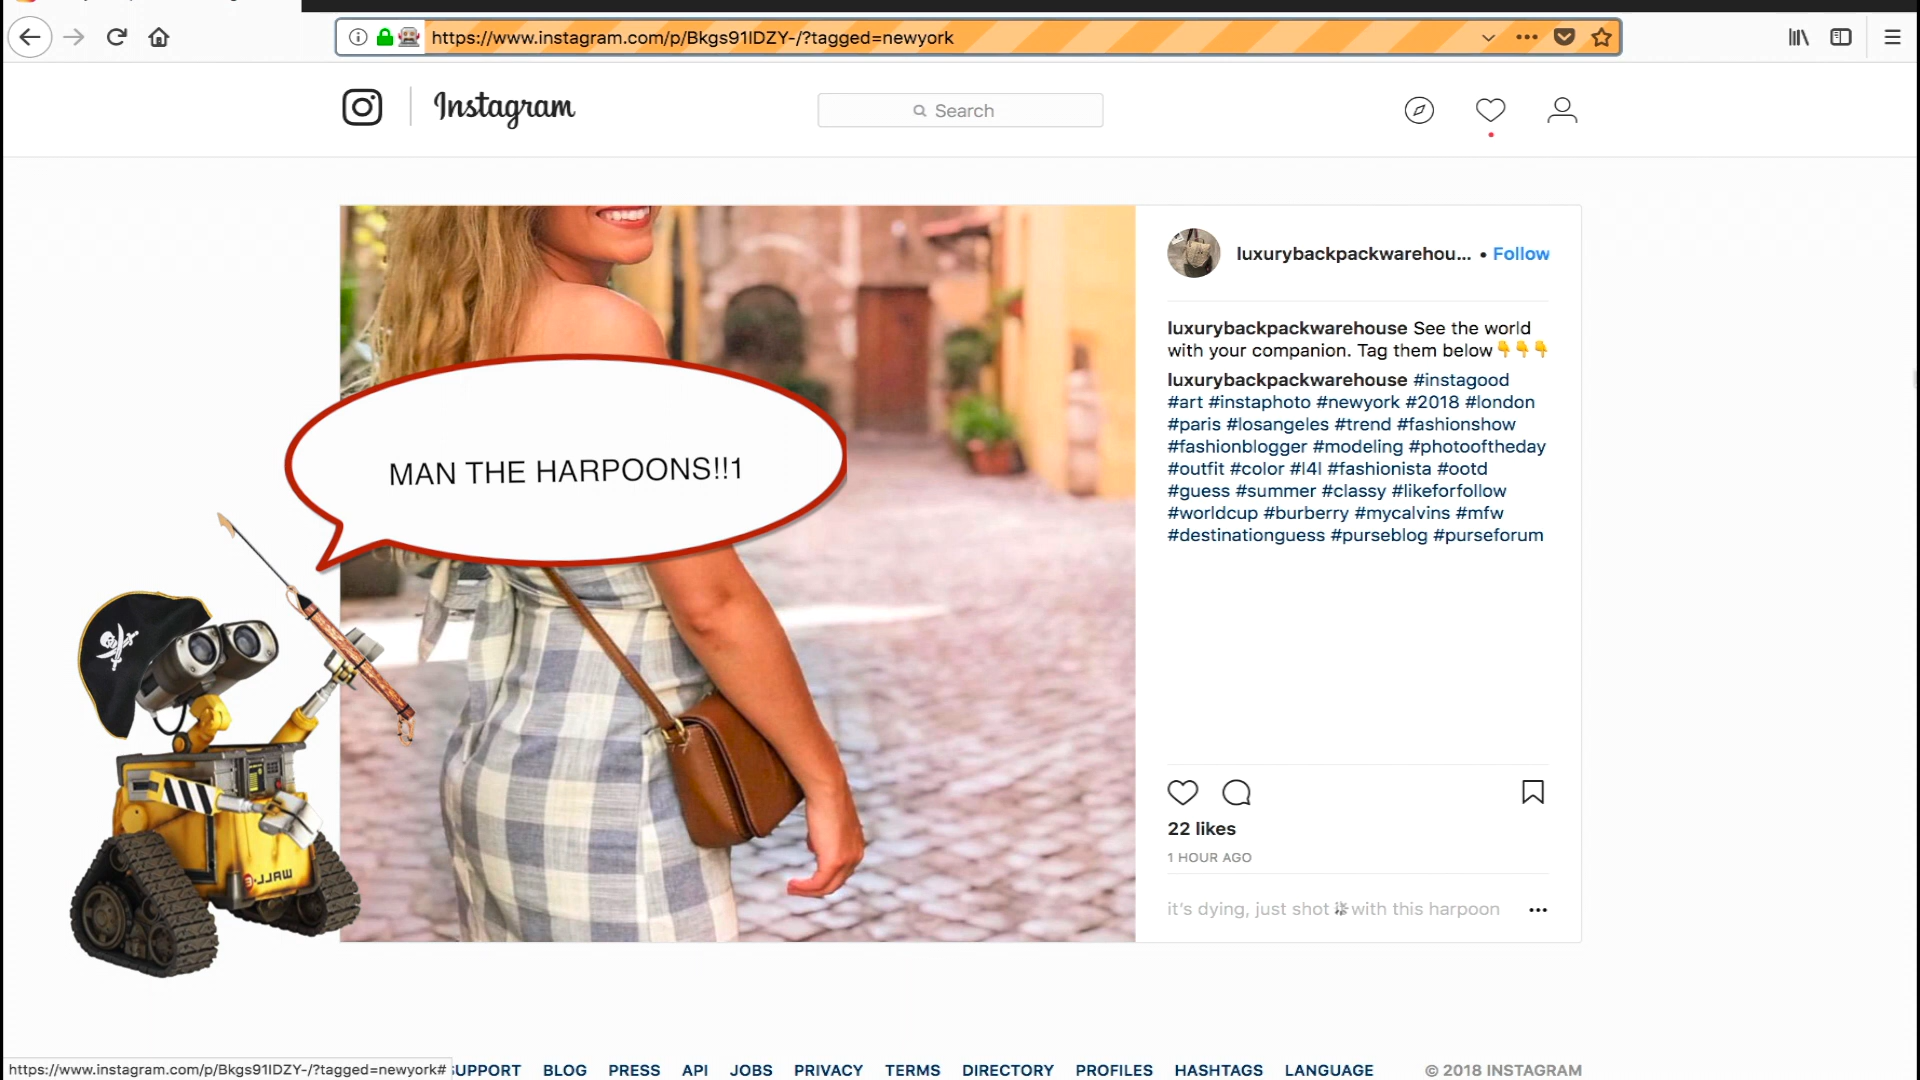 https://www.instagram.com/p/Bkgs91IDZY-/?tagged=newyork
Instagram
Search
luxurybackpackwarehou... • Follow
luxurybackpackwarehouse See the world
with your companion. Tag them below👇👇👇
luxurybackpackwarehouse #instagood
#art #instaphoto #newyork #2018 #london
#paris #losangeles #trend #fashionshow
#fashionblogger #modeling #photooftheday
#outfit #color #l4l #fashionista #ootd
#guess #summer #classy #likeforfollow
#worldcup #burberry #mycalvins #mfw
#destinationguess #purseblog #purseforum
MAN THE HARPOONS!!1
WALL-E
22 likes
1 HOUR AGO
it's dying, just shot with this harpoon
https://www.instagram.com/p/Bkgs91IDZY-/?tagged=newyork#
UPPORT BLOG PRESS API JOBS PRIVACY TERMS DIRECTORY PROFILES HASHTAGS LANGUAGE © 2018 INSTAGRAM